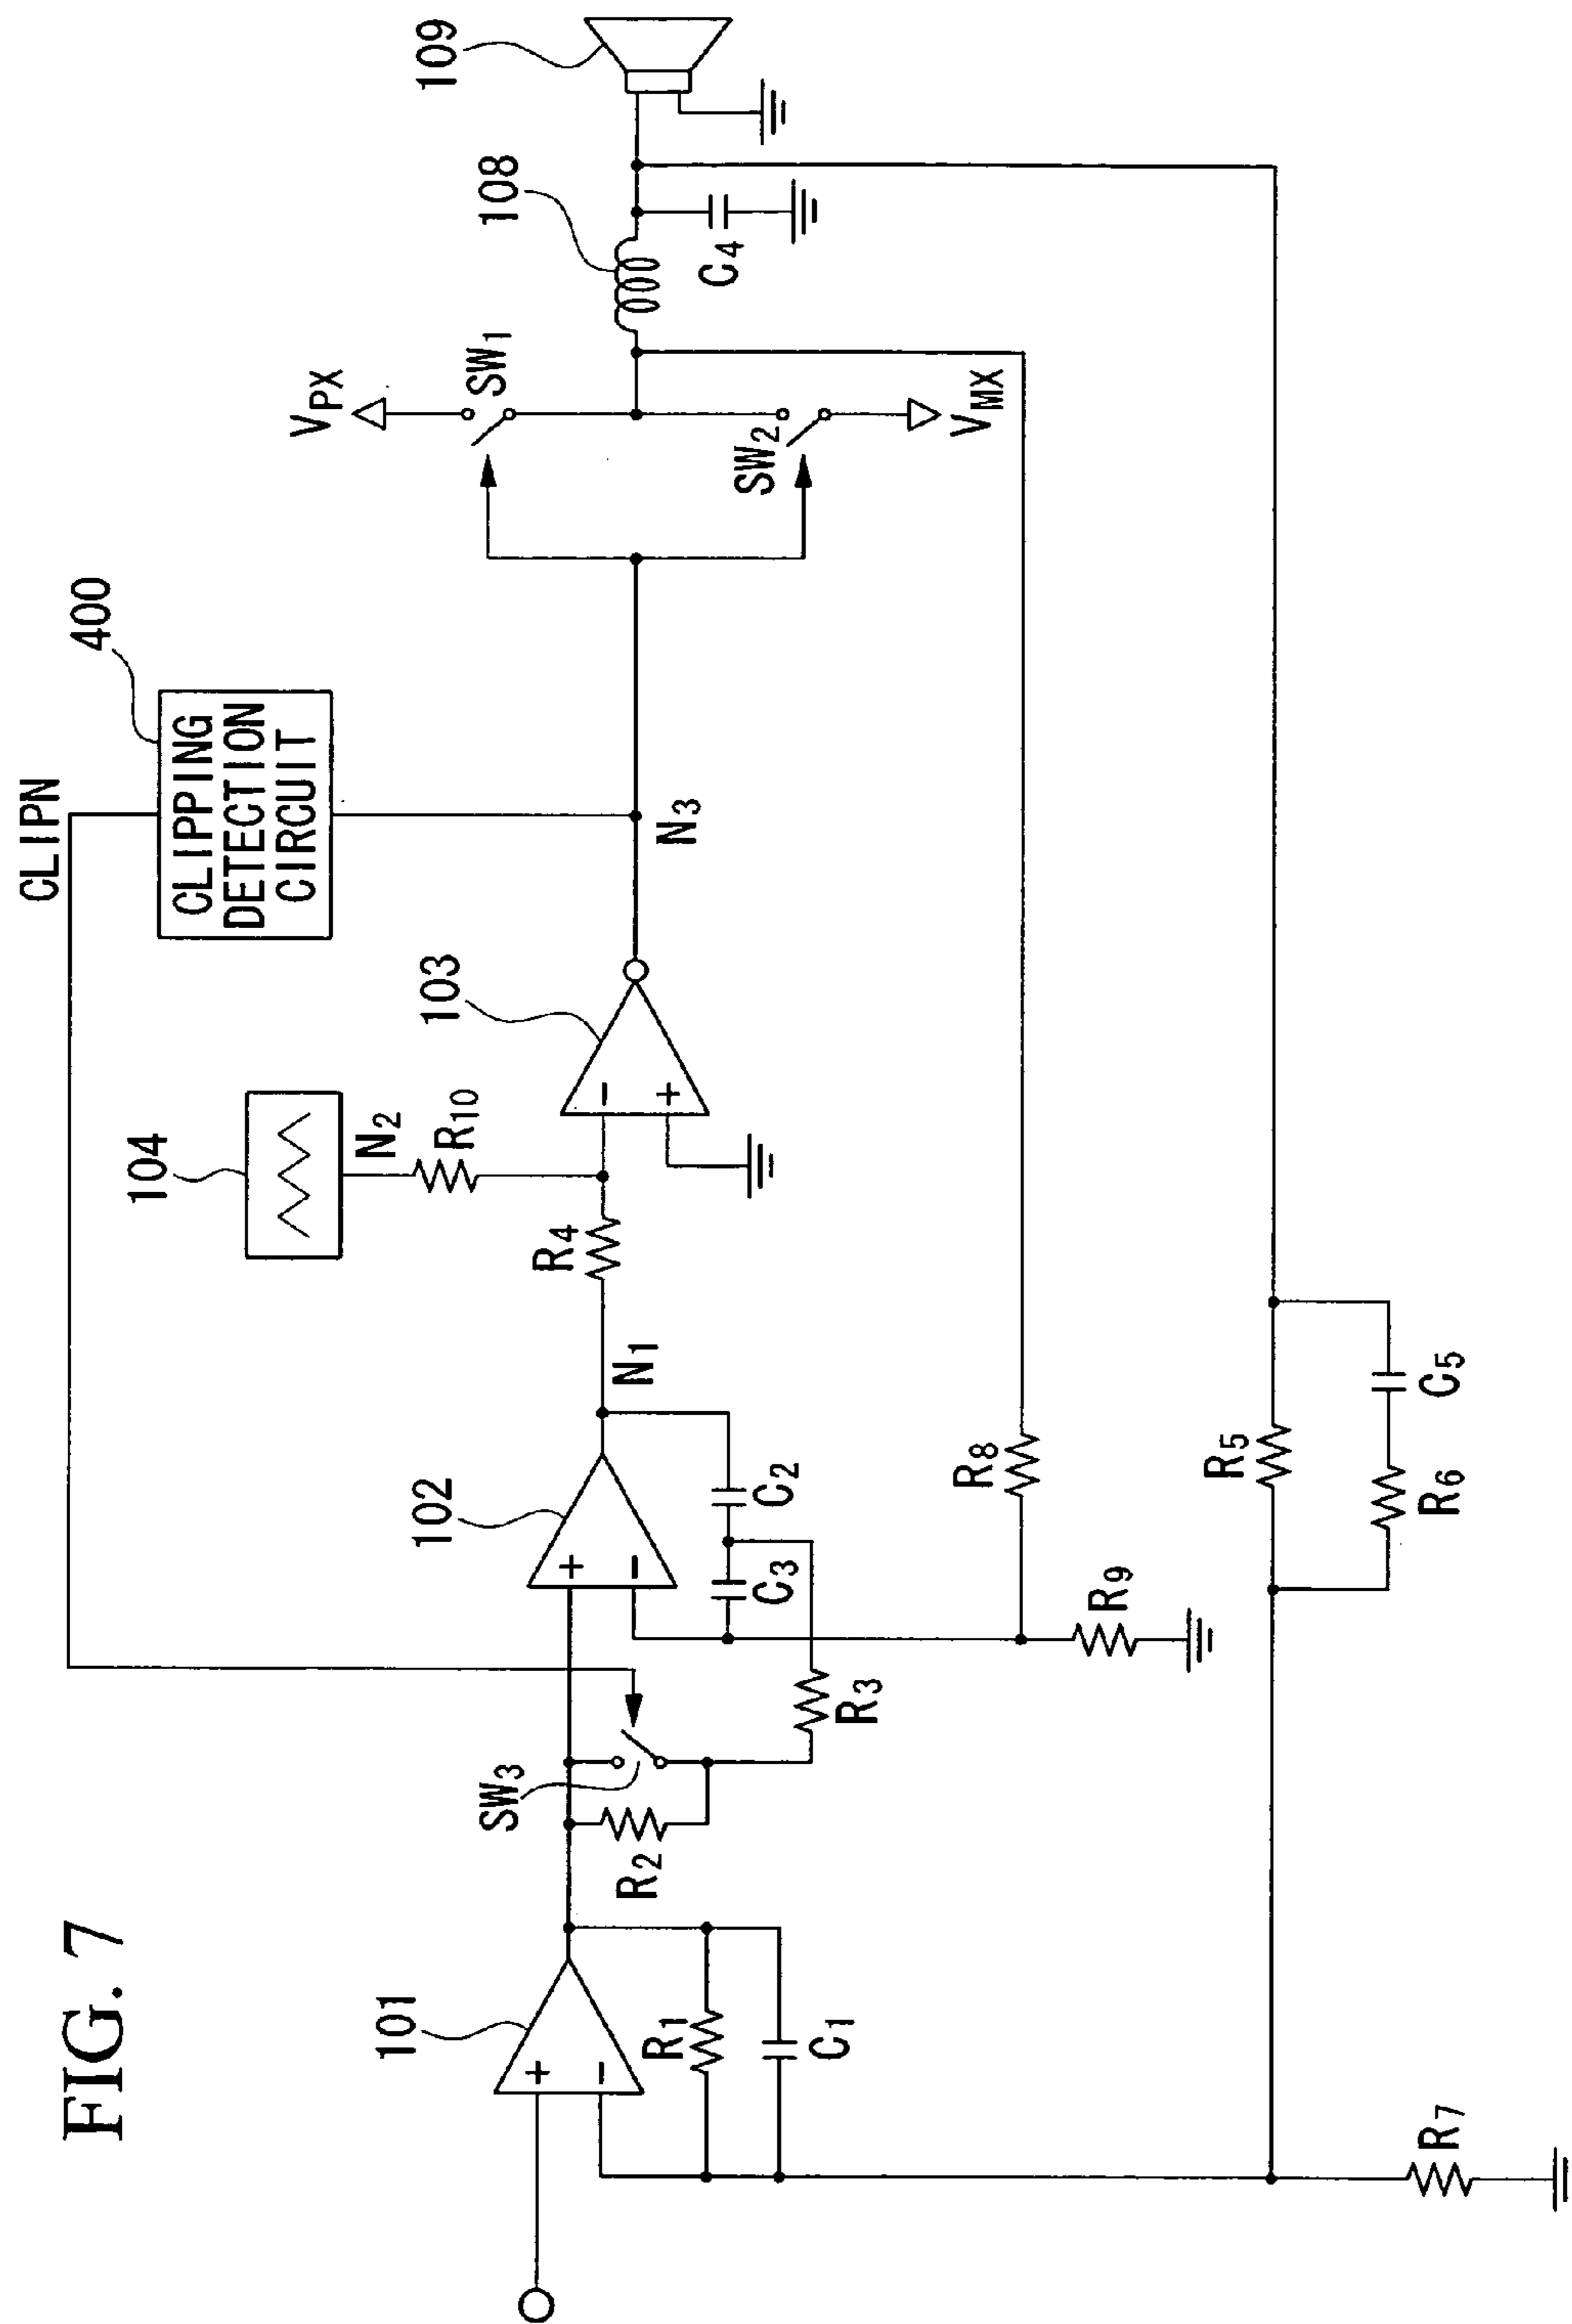 FIG. 7
CLIPN
400
CLIPPING
DETECTION
CIRCUIT
104
N2
R10
101
102
103
R4
N1
N3
SW3
R2
R1
C1
C3
C2
R3
VPX
SW1
SW2
VMX
108
109
C4
R8
R9
R5
R6
C5
R7
+
−
+
−
−
+